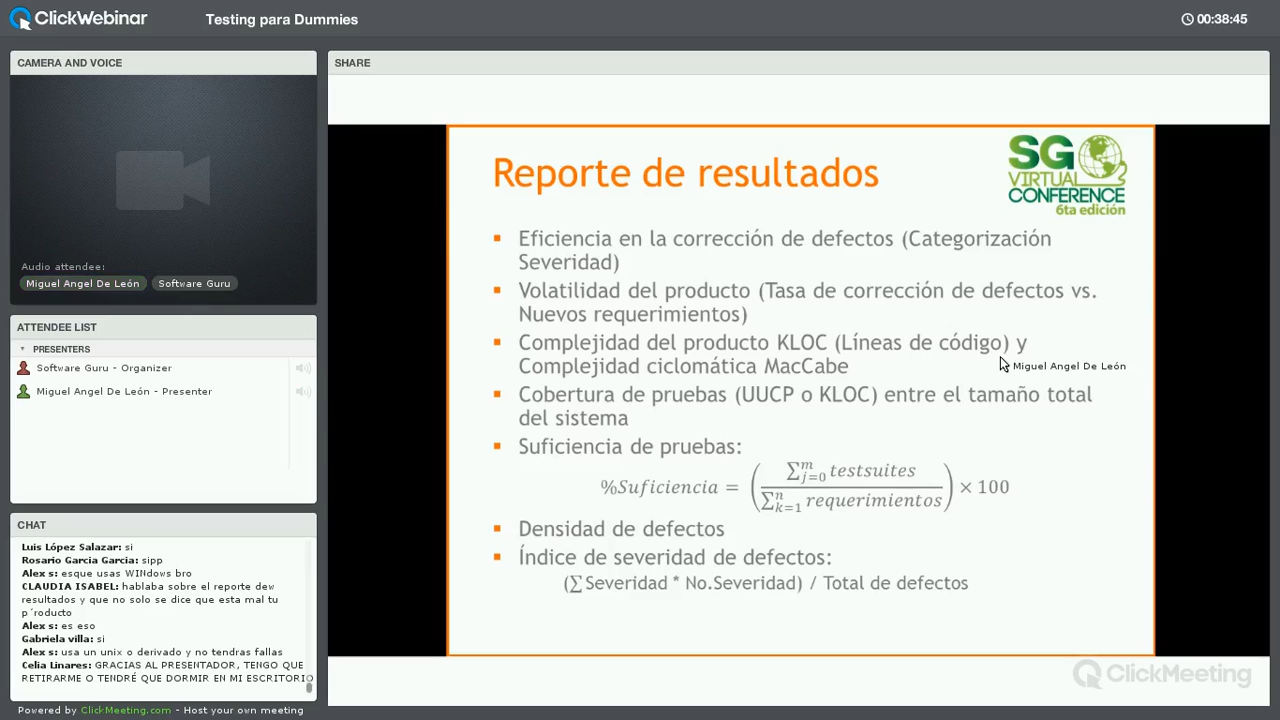 ClickWebinar
Testing para Dummies
00:38:45
CAMERA AND VOICE
Audio attendee:
Miguel Angel De León
Software Guru
ATTENDEE LIST
PRESENTERS
Software Guru - Organizer
Miguel Angel De León - Presenter
CHAT
Luis López Salazar: si
Rosario Garcia Garcia: sipp
Alex s: esque usas WINdows bro
CLAUDIA ISABEL: hablaba sobre el reporte dew
resultados y que no solo se dice que esta mal tu
p´roducto
Alex s: es eso
Gabriela villa: si
Alex s: usa un unix o derivado y no tendras fallas
Celia Linares: GRACIAS AL PRESENTADOR, TENGO QUE
RETIRARME O TENDRÉ QUE DORMIR EN MI ESCRITORIO
Powered by ClickMeeting.com - Host your own meeting
SHARE
Reporte de resultados
SG
VIRTUAL
CONFERENCE
6ta edición
▪ Eficiencia en la corrección de defectos (Categorización
Severidad)
▪ Volatilidad del producto (Tasa de corrección de defectos vs.
Nuevos requerimientos)
▪ Complejidad del producto KLOC (Líneas de código) y
Complejidad ciclomática MacCabe
Miguel Angel De León
▪ Cobertura de pruebas (UUCP o KLOC) entre el tamaño total
del sistema
▪ Suficiencia de pruebas:
%Suficiencia = (∑_{j=0}^{m} testsuites / ∑_{k=1}^{n} requerimientos) × 100
▪ Densidad de defectos
▪ Índice de severidad de defectos:
(∑ Severidad * No.Severidad) / Total de defectos
ClickMeeting